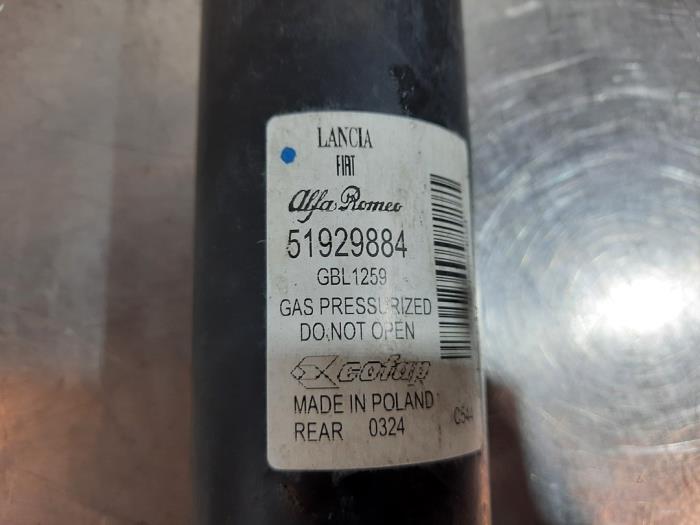 LANCIA
FIAT
Alfa Romeo
51929884
GBL1259
GAS PRESSURIZED
DO NOT OPEN
cofap
MADE IN POLAND
REAR 0324